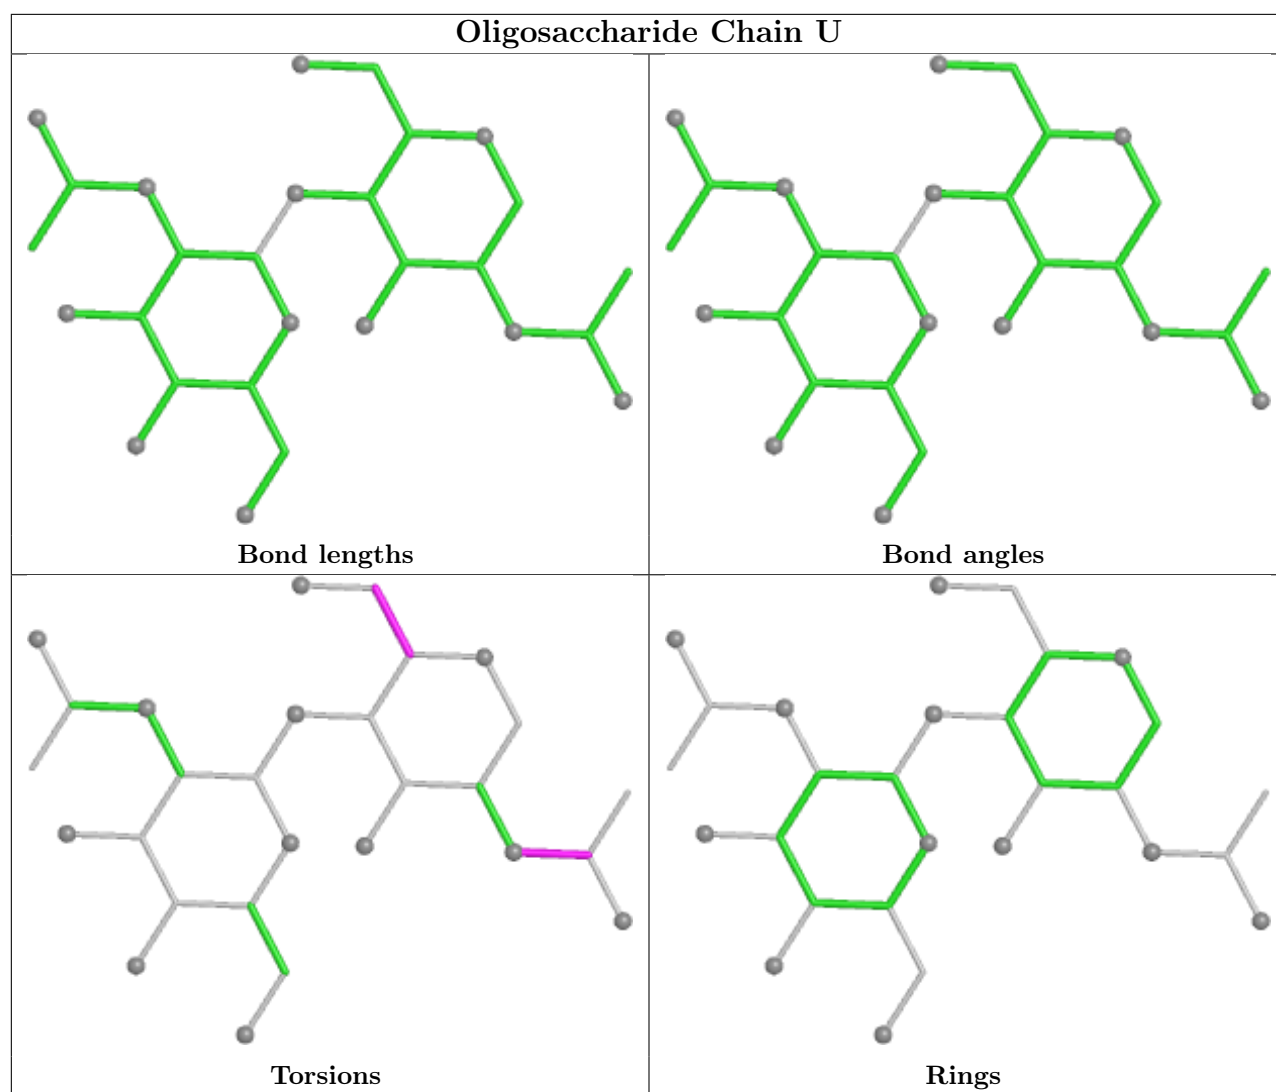 Oligosaccharide Chain U
Bond lengths
Bond angles
Torsions
Rings